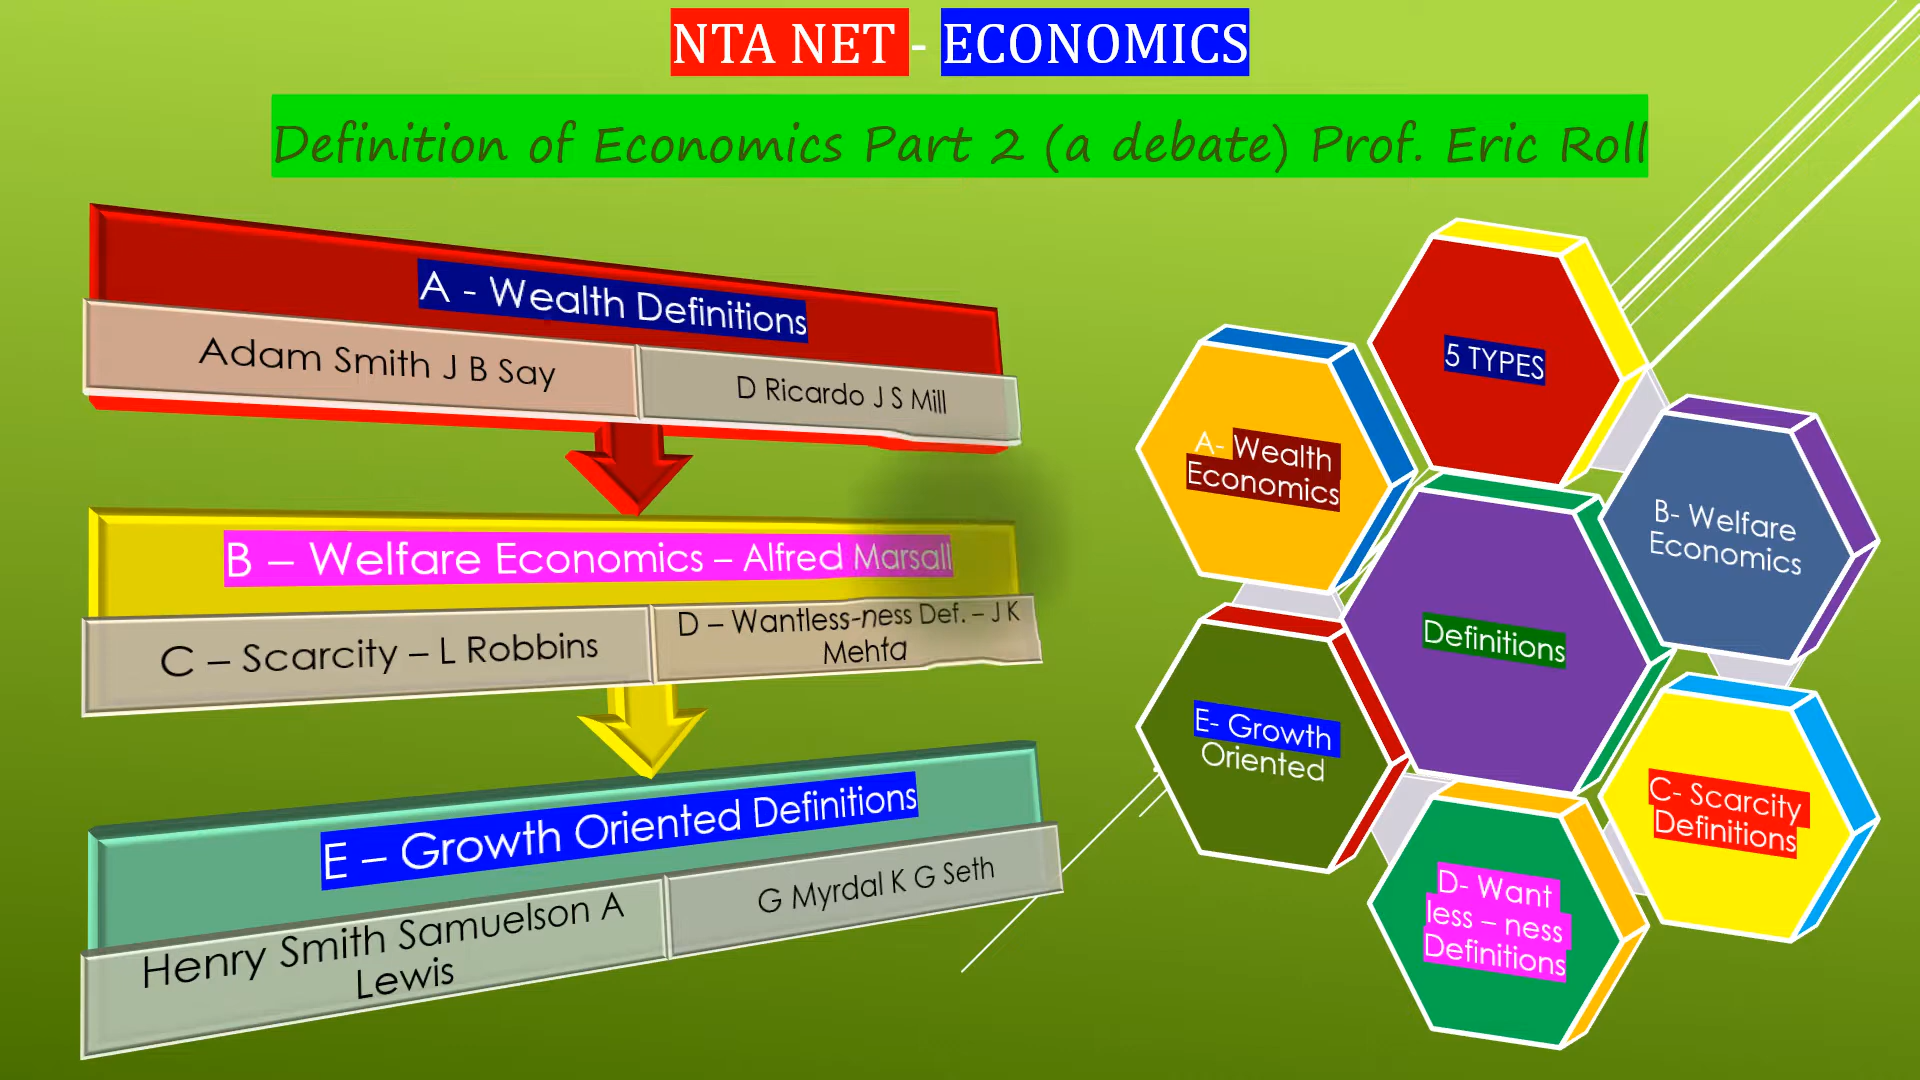 NTA NET - ECONOMICS
Definition of Economics Part 2 (a debate) Prof. Eric Roll
A - Wealth Definitions
Adam Smith J B Say
D Ricardo J S Mill
B – Welfare Economics – Alfred Marsall
C – Scarcity – L Robbins
D – Wantless-ness Def. – J K
Mehta
E – Growth Oriented Definitions
Henry Smith Samuelson A
Lewis
G Myrdal K G Seth
5 TYPES
A- Wealth
Economics
B- Welfare
Economics
Definitions
E- Growth
Oriented
C- Scarcity
Definitions
D- Want
less – ness
Definitions